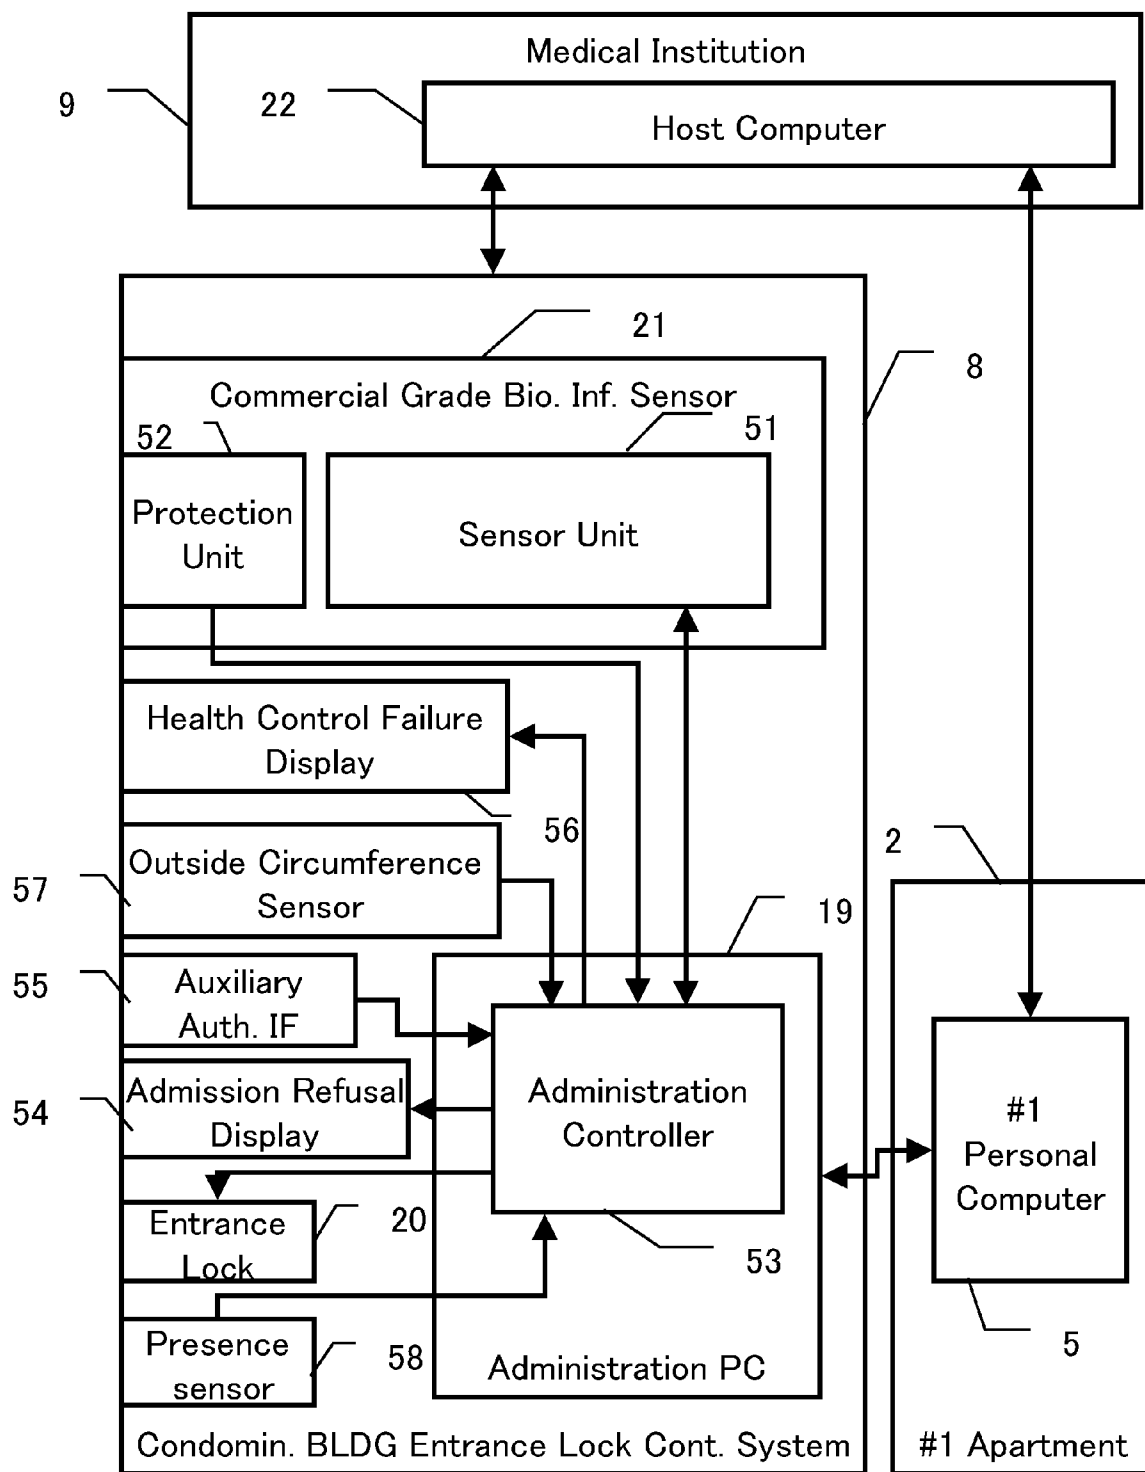 Medical Institution
9
22
Host Computer
21
8
Commercial Grade Bio. Inf. Sensor
52
51
Protection
Unit
Sensor Unit
Health Control Failure
Display
56
2
Outside Circumference
Sensor
57
19
55
Auxiliary
Auth. IF
54
Admission Refusal
Display
Administration
Controller
#1
Personal
Computer
Entrance
Lock
20
53
Presence
sensor
58
5
Administration PC
Condomin. BLDG Entrance Lock Cont. System
#1 Apartment